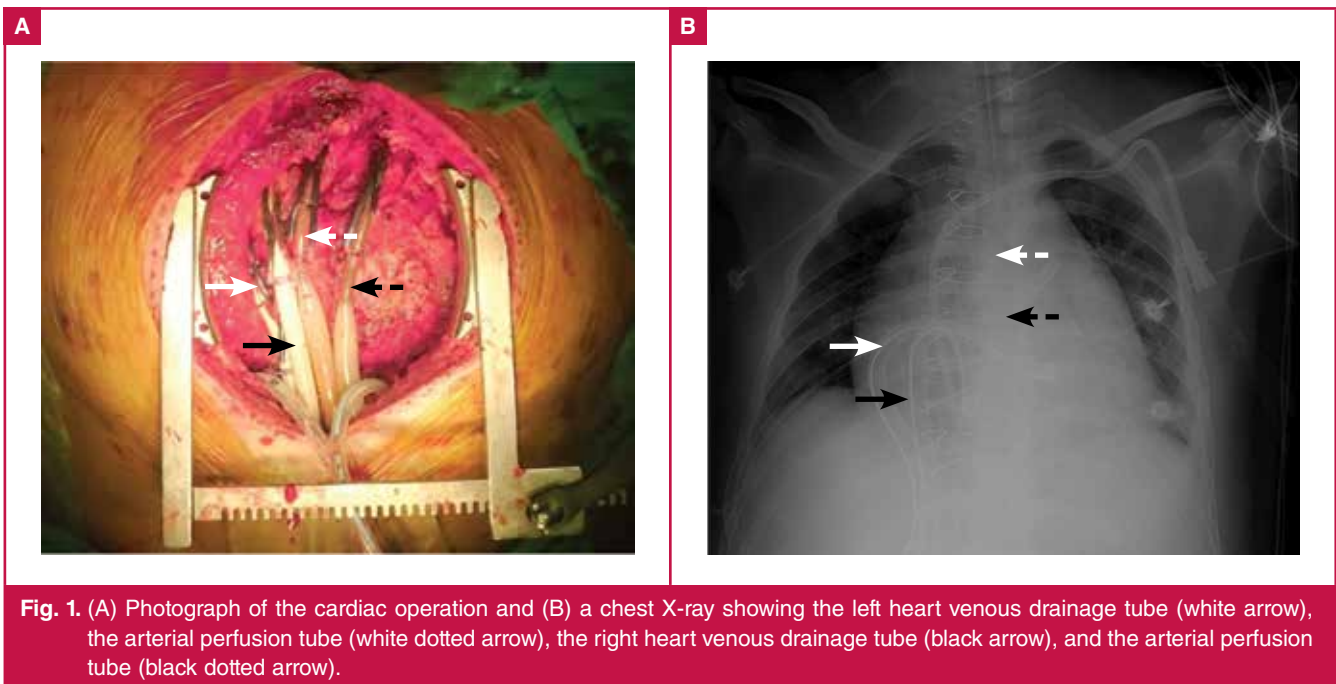 A
B
Fig. 1. (A) Photograph of the cardiac operation and (B) a chest X-ray showing the left heart venous drainage tube (white arrow),
the arterial perfusion tube (white dotted arrow), the right heart venous drainage tube (black arrow), and the arterial perfusion
tube (black dotted arrow).